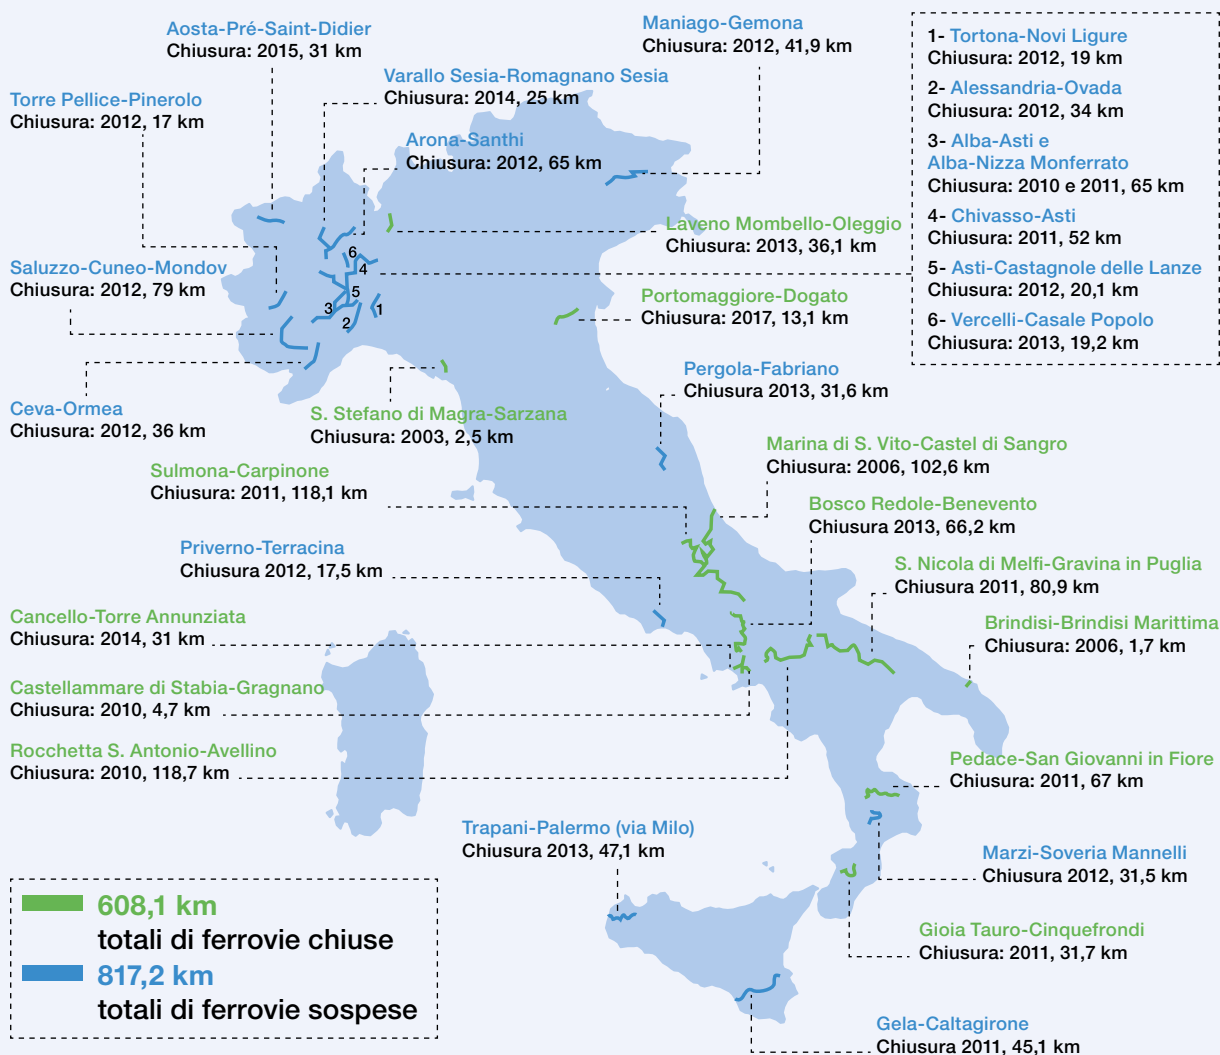 Aosta-Pré-Saint-Didier
Chiusura: 2015, 31 km
Maniago-Gemona
Chiusura: 2012, 41,9 km
Varallo Sesia-Romagnano Sesia
Chiusura: 2014, 25 km
Torre Pellice-Pinerolo
Chiusura: 2012, 17 km
Arona-Santhi
Chiusura: 2012, 65 km
1- Tortona-Novi Ligure
Chiusura: 2012, 19 km
2- Alessandria-Ovada
Chiusura: 2012, 34 km
3- Alba-Asti e
Alba-Nizza Monferrato
Chiusura: 2010 e 2011, 65 km
4- Chivasso-Asti
Chiusura: 2011, 52 km
5- Asti-Castagnole delle Lanze
Chiusura: 2012, 20,1 km
6- Vercelli-Casale Popolo
Chiusura: 2013, 19,2 km
Laveno Mombello-Oleggio
Chiusura: 2013, 36,1 km
Saluzzo-Cuneo-Mondov
Chiusura: 2012, 79 km
6
4
5
3
2
1
Portomaggiore-Dogato
Chiusura: 2017, 13,1 km
Pergola-Fabriano
Chiusura 2013, 31,6 km
Ceva-Ormea
Chiusura: 2012, 36 km
S. Stefano di Magra-Sarzana
Chiusura: 2003, 2,5 km
Marina di S. Vito-Castel di Sangro
Chiusura: 2006, 102,6 km
Sulmona-Carpinone
Chiusura: 2011, 118,1 km
Bosco Redole-Benevento
Chiusura 2013, 66,2 km
Priverno-Terracina
Chiusura 2012, 17,5 km
S. Nicola di Melfi-Gravina in Puglia
Chiusura 2011, 80,9 km
Cancello-Torre Annunziata
Chiusura: 2014, 31 km
Brindisi-Brindisi Marittima
Chiusura: 2006, 1,7 km
Castellammare di Stabia-Gragnano
Chiusura: 2010, 4,7 km
Rocchetta S. Antonio-Avellino
Chiusura: 2010, 118,7 km
Pedace-San Giovanni in Fiore
Chiusura: 2011, 67 km
Trapani-Palermo (via Milo)
Chiusura 2013, 47,1 km
Marzi-Soveria Mannelli
Chiusura 2012, 31,5 km
Gioia Tauro-Cinquefrondi
Chiusura: 2011, 31,7 km
Gela-Caltagirone
Chiusura 2011, 45,1 km
608,1 km
totali di ferrovie chiuse
817,2 km
totali di ferrovie sospese